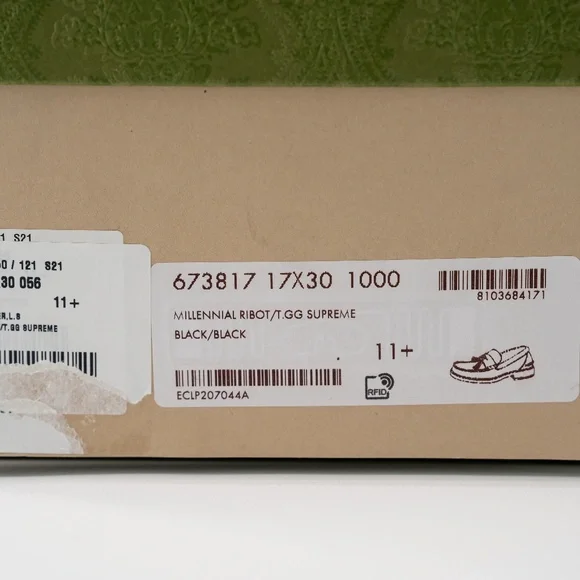 1 S21
0 / 121 S21
30 056
11+
R,L.S
/T.GG SUPREME
673817 17X30 1000
8103684171
MILLENNIAL RIBOT/T.GG SUPREME
BLACK/BLACK
11+
ECLP207044A
RFID